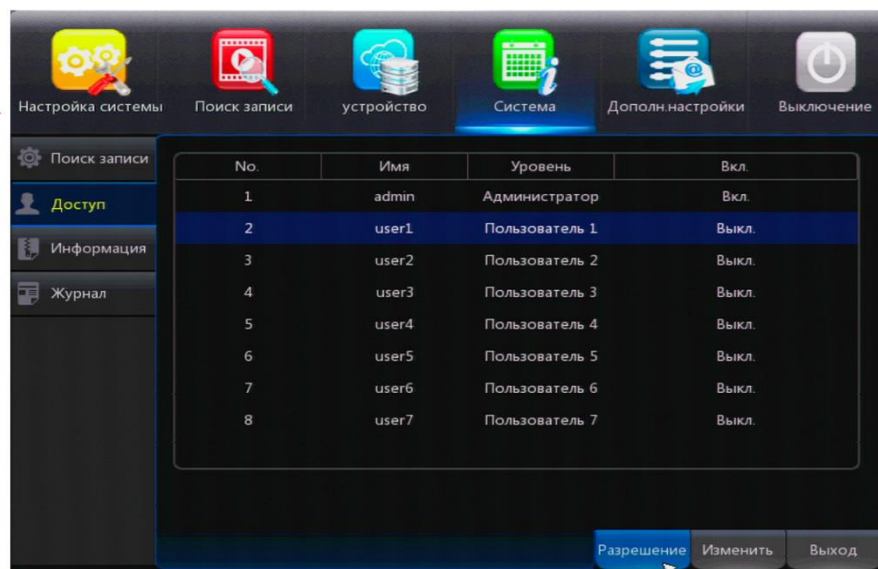 Настройка системы Поиск записи устройство Система Дополн.настройки Выключение
Поиск записи
Доступ
Информация
Журнал
No. Имя Уровень Вкл.
1 admin Администратор Вкл.
2 user1 Пользователь 1 Выкл.
3 user2 Пользователь 2 Выкл.
4 user3 Пользователь 3 Выкл.
5 user4 Пользователь 4 Выкл.
6 user5 Пользователь 5 Выкл.
7 user6 Пользователь 6 Выкл.
8 user7 Пользователь 7 Выкл.
Разрешение Изменить Выход